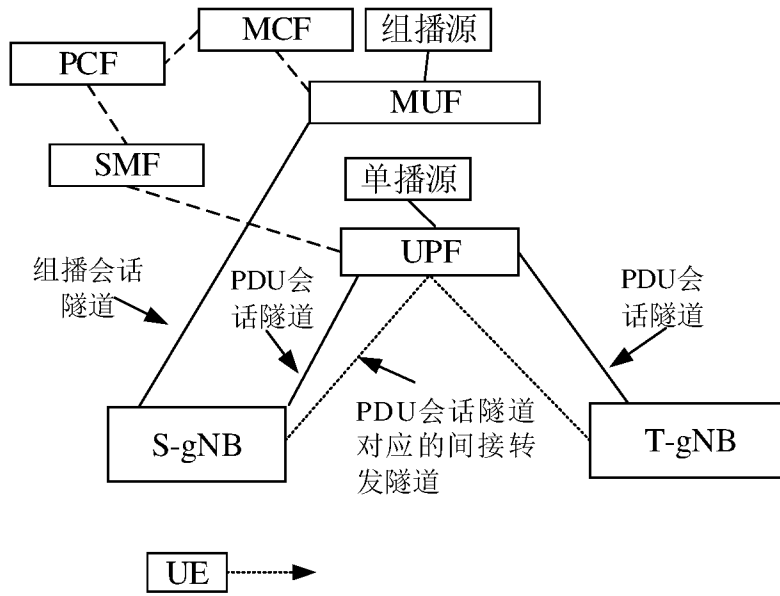 MCF
组播源
PCF
MUF
SMF
单播源
UPF
组播会话
隧道
PDU会
话隧道
PDU会
话隧道
PDU会话隧道
对应的间接转
发隧道
S-gNB
T-gNB
UE